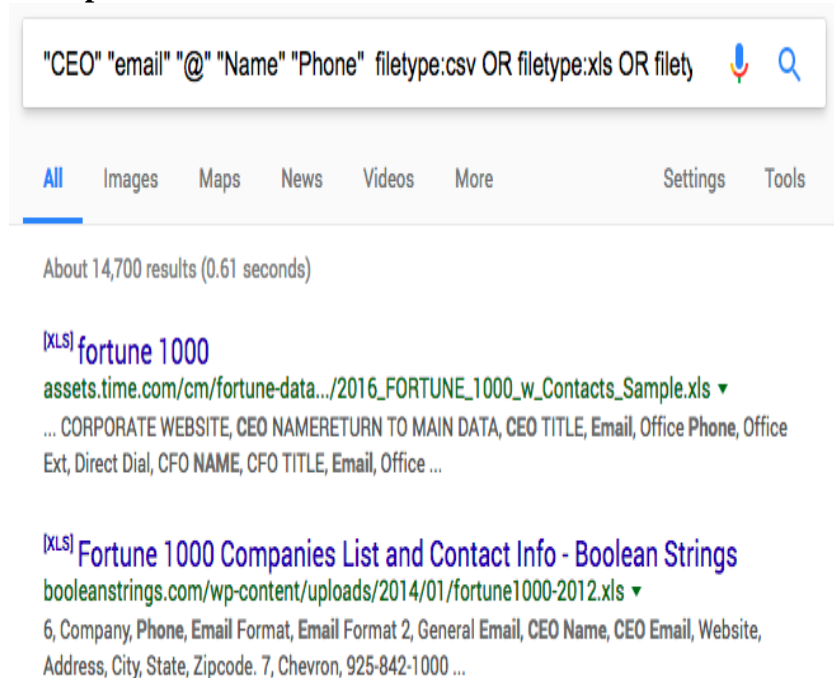 "CEO" "email" "@" "Name" "Phone" filetype:csv OR filetype:xls OR filety
All Images Maps News Videos More Settings Tools
About 14,700 results (0.61 seconds)
[XLS] fortune 1000
assets.time.com/cm/fortune-data.../2016_FORTUNE_1000_w_Contacts_Sample.xls ▾
... CORPORATE WEBSITE, CEO NAMERETURN TO MAIN DATA, CEO TITLE, Email, Office Phone, Office
Ext, Direct Dial, CFO NAME, CFO TITLE, Email, Office ...
[XLS] Fortune 1000 Companies List and Contact Info - Boolean Strings
booleanstrings.com/wp-content/uploads/2014/01/fortune1000-2012.xls ▾
6, Company, Phone, Email Format, Email Format 2, General Email, CEO Name, CEO Email, Website,
Address, City, State, Zipcode. 7, Chevron, 925-842-1000 ...